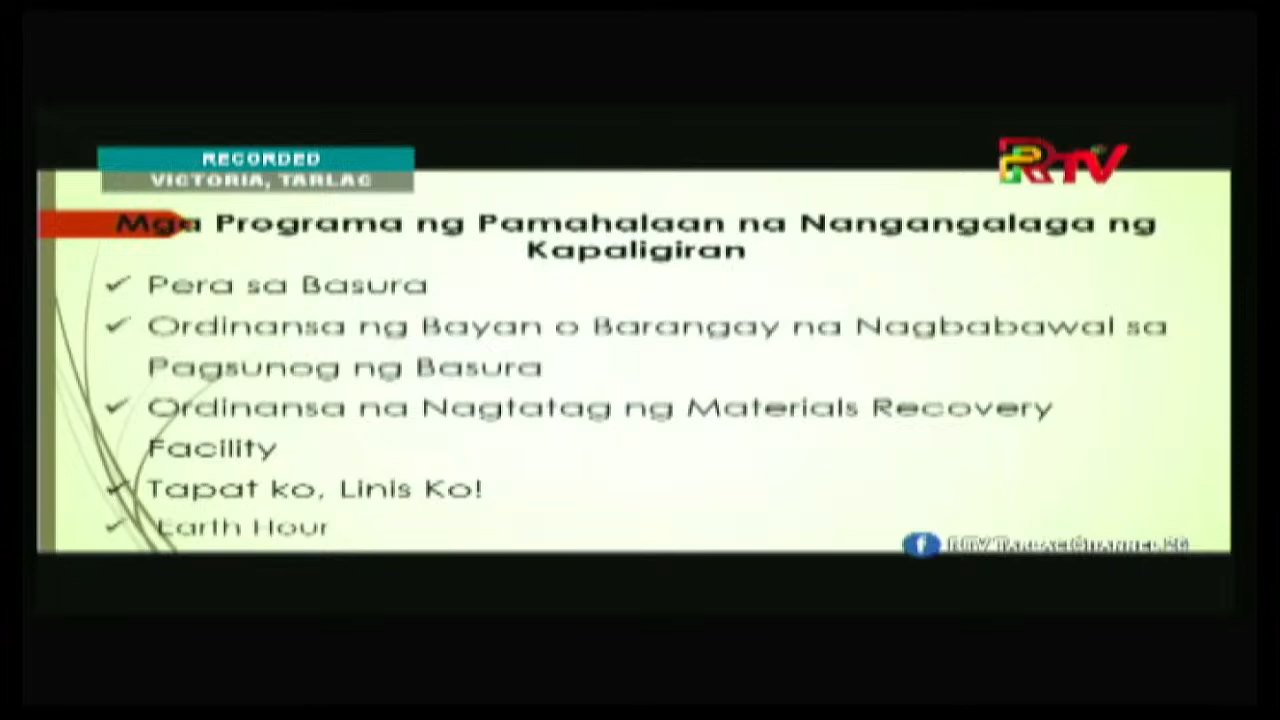 RECORDED
VICTORIA, TARLAC
RTV
Mga Programa ng Pamahalaan na Nangangalaga ng
Kapaligiran
✓ Pera sa Basura
✓ Ordinansa ng Bayan o Barangay na Nagbabawal sa
Pagsunog ng Basura
✓ Ordinansa na Nagtatag ng Materials Recovery
Facility
✓ Tapat ko, Linis Ko!
✓ Earth Hour